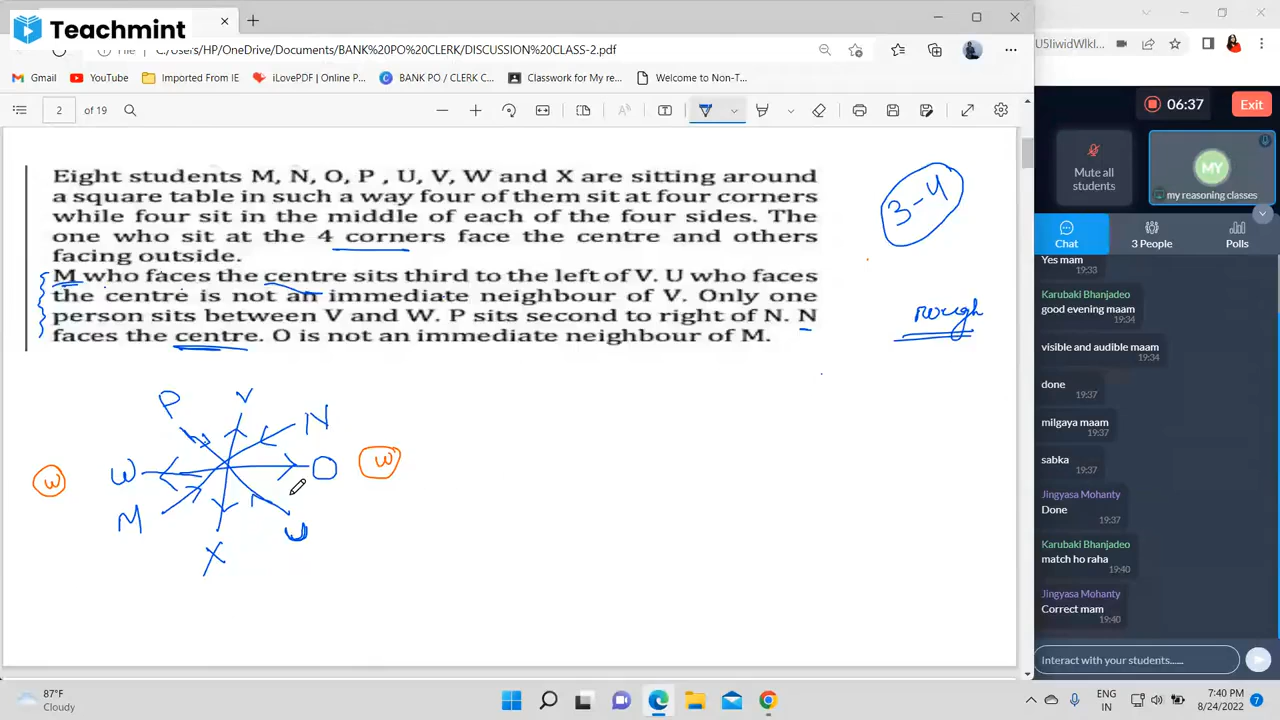 Teachmint
File
C:/Users/HP/OneDrive/Documents/BANK%20PO%20CLERK/DISCUSSION%20CLASS-2.pdf
Gmail
YouTube
Imported From IE
iLovePDF | Online P...
BANK PO / CLERK C...
Classwork for My re...
Welcome to Non-T...
2 of 19
Eight students M, N, O, P , U, V, W and X are sitting around
a square table in such a way four of them sit at four corners
while four sit in the middle of each of the four sides. The
one who sit at the 4 corners face the centre and others
facing outside.
M who faces the centre sits third to the left of V. U who faces
the centre is not an immediate neighbour of V. Only one
person sits between V and W. P sits second to right of N. N
faces the centre. O is not an immediate neighbour of M.
3-4
rough
P
V
N
W
O
W
W
M
U
X
06:37
Exit
Mute all
students
MY
my reasoning classes
Chat
3 People
Polls
Yes mam
19:33
Karubaki Bhanjadeo
good evening maam
19:34
visible and audible maam
19:34
done
19:37
milgaya maam
19:37
sabka
19:37
Jingyasa Mohanty
Done
19:37
Karubaki Bhanjadeo
match ho raha
19:40
Jingyasa Mohanty
Correct mam
19:40
Interact with your students......
87°F
Cloudy
ENG
IN
7:40 PM
8/24/2022
7